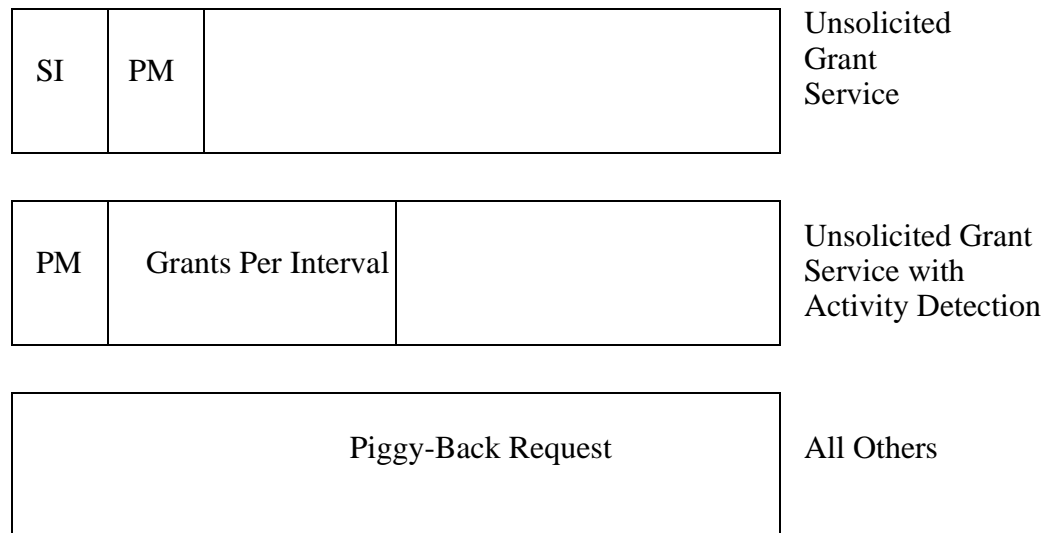 SI PM
Unsolicited
Grant
Service
PM Grants Per Interval
Unsolicited Grant
Service with
Activity Detection
Piggy-Back Request
All Others